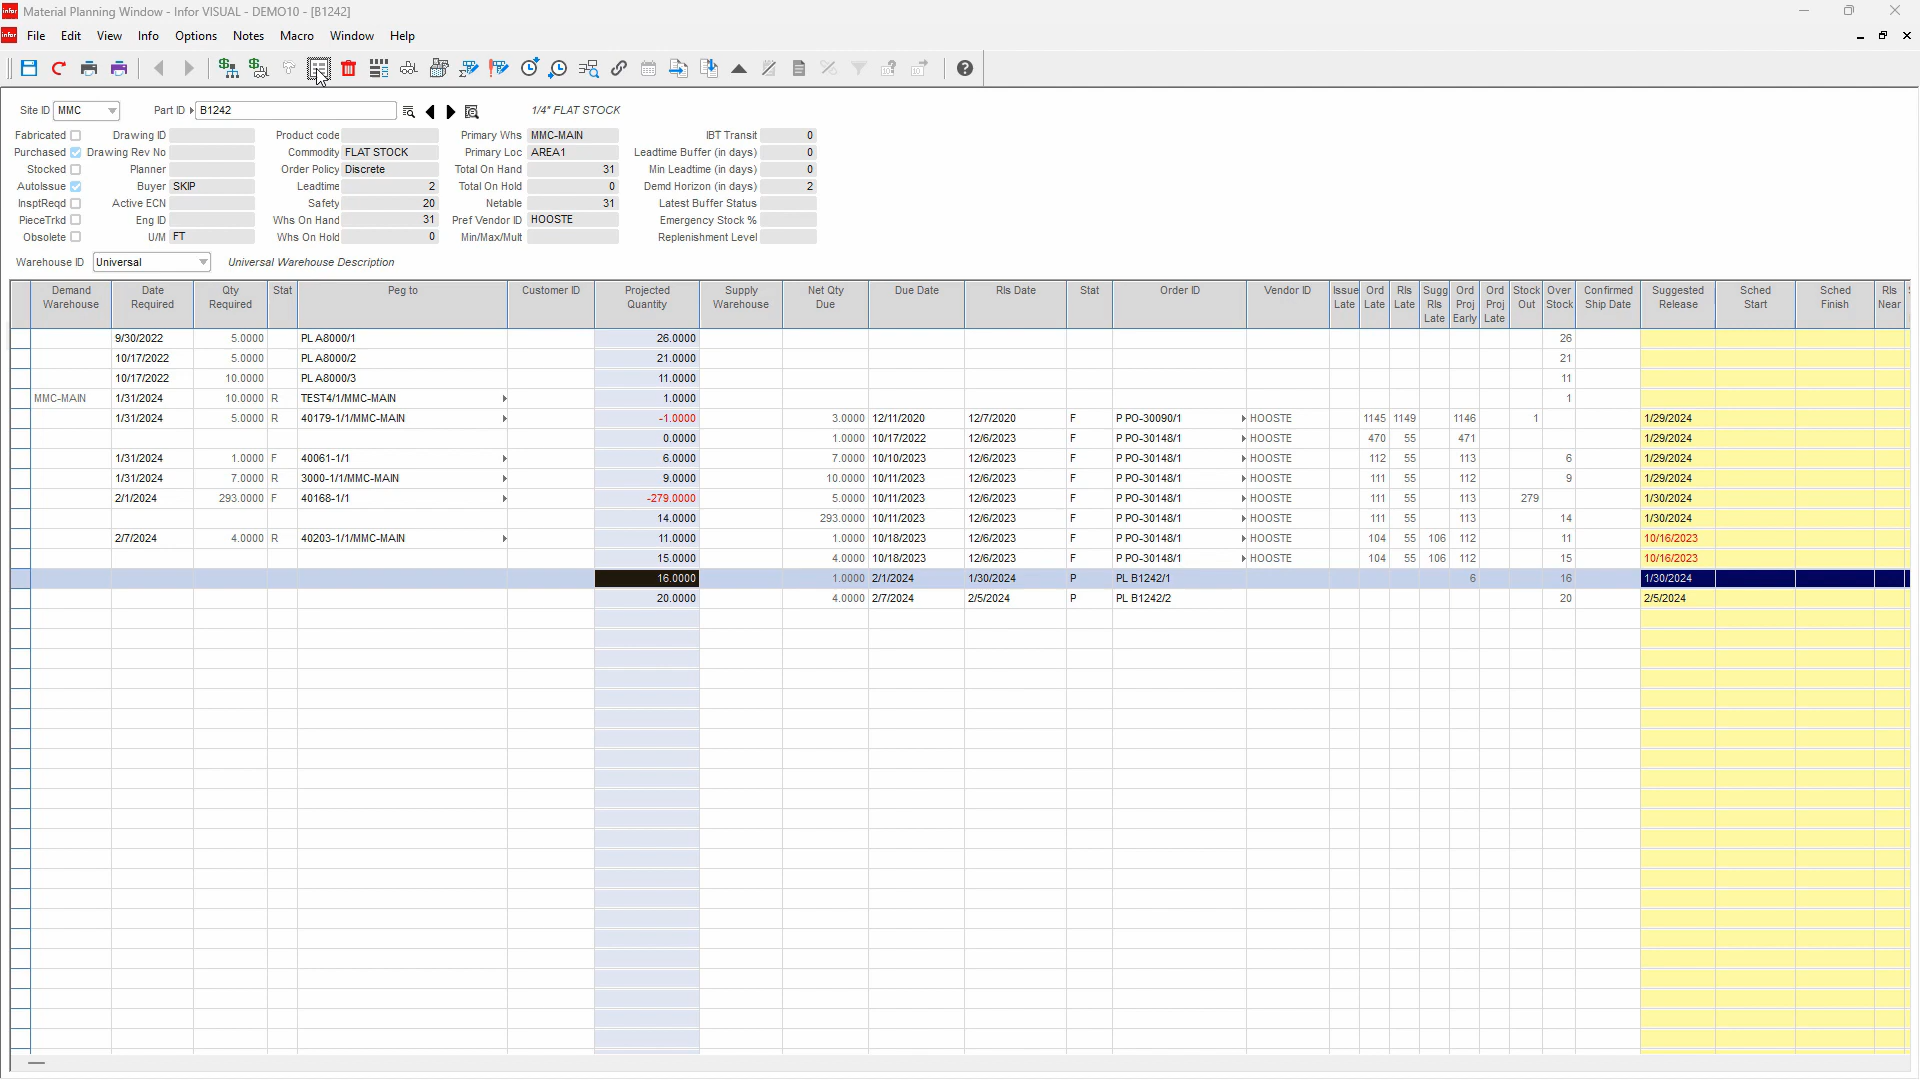 infor Material Planning Window - Infor VISUAL - DEMO10 - [B1242]
infor File Edit View Info Options Notes Macro Window Help
Site ID MMC Part ID B1242 1/4" FLAT STOCK
Fabricated Drawing ID Product code Primary Whs MMC-MAIN IBT Transit 0
Purchased Drawing Rev No Commodity FLAT STOCK Primary Loc AREA1 Leadtime Buffer (in days) 0
Stocked Planner Order Policy Discrete Total On Hand 31 Min Leadtime (in days) 0
AutoIssue Buyer SKIP Leadtime 2 Total On Hold 0 Demd Horizon (in days) 2
InsptReqd Active ECN Safety 20 Netable 31 Latest Buffer Status
PieceTrkd Eng ID Whs On Hand 31 Pref Vendor ID HOOSTE Emergency Stock %
Obsolete U/M FT Whs On Hold 0 Min/Max/Mult Replenishment Level
Warehouse ID Universal Universal Warehouse Description
Demand Date Qty Stat Peg to Customer ID Projected Supply Net Qty Due Date Rls Date Stat Order ID Vendor ID Issue Ord Rls Sugg Ord Ord Stock Over Confirmed Suggested Sched Sched Rls
Warehouse Required Required Quantity Warehouse Due Late Late Late Rls Proj Proj Out Stock Ship Date Release Start Finish Near
Late Early Late
9/30/2022 5.0000 PL A8000/1 26.0000 26
10/17/2022 5.0000 PL A8000/2 21.0000 21
10/17/2022 10.0000 PL A8000/3 11.0000 11
MMC-MAIN 1/31/2024 10.0000 R TEST4/1/MMC-MAIN 1.0000 1
1/31/2024 5.0000 R 40179-1/1/MMC-MAIN -1.0000 3.0000 12/11/2020 12/7/2020 F P PO-30090/1 HOOSTE 1145 1149 1146 1 1/29/2024
0.0000 1.0000 10/17/2022 12/6/2023 F P PO-30148/1 HOOSTE 470 55 471 1/29/2024
1/31/2024 1.0000 F 40061-1/1 6.0000 7.0000 10/10/2023 12/6/2023 F P PO-30148/1 HOOSTE 112 55 113 6 1/29/2024
1/31/2024 7.0000 R 3000-1/1/MMC-MAIN 9.0000 10.0000 10/11/2023 12/6/2023 F P PO-30148/1 HOOSTE 111 55 112 9 1/29/2024
2/1/2024 293.0000 F 40168-1/1 -279.0000 5.0000 10/11/2023 12/6/2023 F P PO-30148/1 HOOSTE 111 55 113 279 1/30/2024
14.0000 293.0000 10/11/2023 12/6/2023 F P PO-30148/1 HOOSTE 111 55 113 14 1/30/2024
2/7/2024 4.0000 R 40203-1/1/MMC-MAIN 11.0000 1.0000 10/18/2023 12/6/2023 F P PO-30148/1 HOOSTE 104 55 106 112 11 10/16/2023
15.0000 4.0000 10/18/2023 12/6/2023 F P PO-30148/1 HOOSTE 104 55 106 112 15 10/16/2023
16.0000 1.0000 2/1/2024 1/30/2024 P PL B1242/1 6 16 1/30/2024
20.0000 4.0000 2/7/2024 2/5/2024 P PL B1242/2 20 2/5/2024